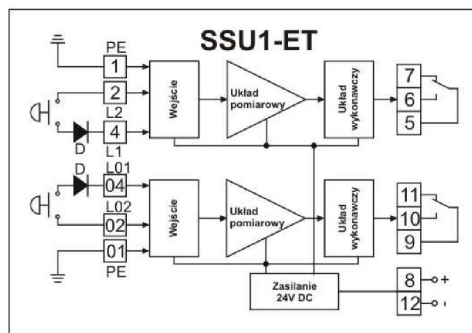 SSU1-ET
PE
1
2
L2
4
D
L1
D
L01
04
L02
02
01
PE
Wejście
Układ
pomiarowy
Układ
wykonawczy
7
6
5
Wejście
Układ
pomiarowy
Układ
wykonawczy
11
10
9
Zasilanie
24V DC
8
+
12
-